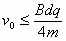 v₀ ≤ Bdq/4m